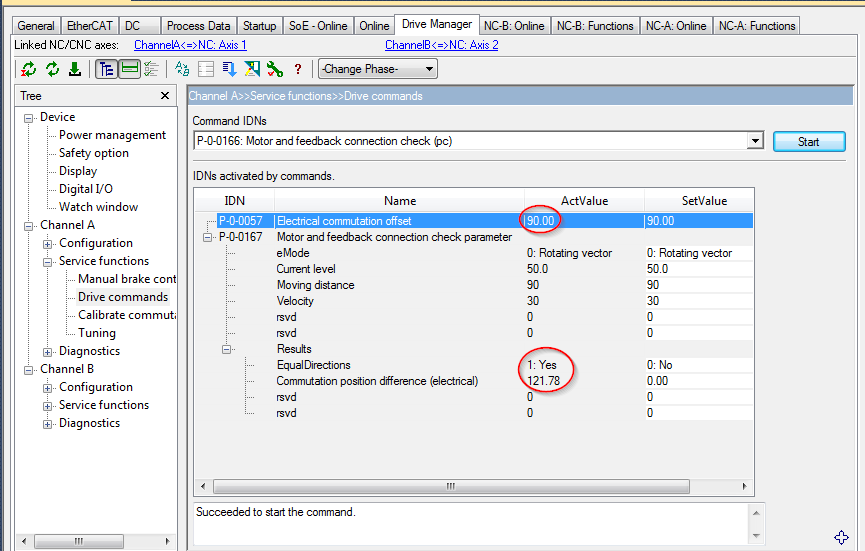 General EtherCAT DC Process Data Startup SoE - Online Online Drive Manager NC-B: Online NC-B: Functions NC-A: Online NC-A: Functions
Linked NC/CNC axes: ChannelA<=>NC: Axis 1 ChannelB<=>NC: Axis 2
? -Change Phase-
Tree
Device
Power management
Safety option
Display
Digital I/O
Watch window
Channel A
Configuration
Service functions
Manual brake cont
Drive commands
Calibrate commuta
Tuning
Diagnostics
Channel B
Configuration
Service functions
Diagnostics
Channel A>>Service functions>>Drive commands
Command IDNs
P-0-0166: Motor and feedback connection check (pc) Start
IDNs activated by commands.
IDN Name ActValue SetValue
P-0-0057 Electrical commutation offset 90.00 90.00
P-0-0167 Motor and feedback connection check parameter
eMode 0: Rotating vector 0: Rotating vector
Current level 50.0 50.0
Moving distance 90 90
Velocity 30 30
rsvd 0 0
rsvd 0 0
Results
EqualDirections 1: Yes 0: No
Commutation position difference (electrical) 121.78 0.00
rsvd 0 0
rsvd 0 0
Succeeded to start the command.